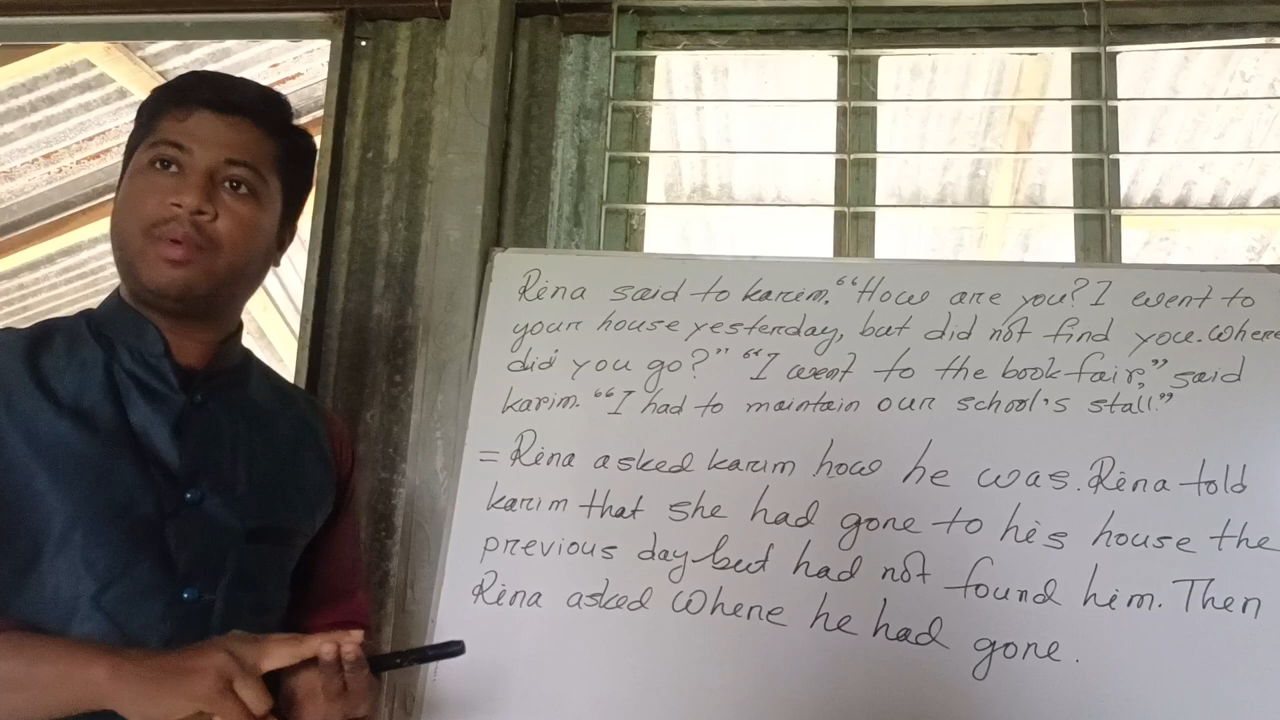 Rina said to karim, “How are you? I went to
your house yesterday, but did not find you. Where
did you go?” “I went to the book fair,” said
karim. “I had to maintain our school's stall.”
= Rina asked karim how he was. Rina told
karim that she had gone to his house the
previous day but had not found him. Then
Rina asked where he had gone.